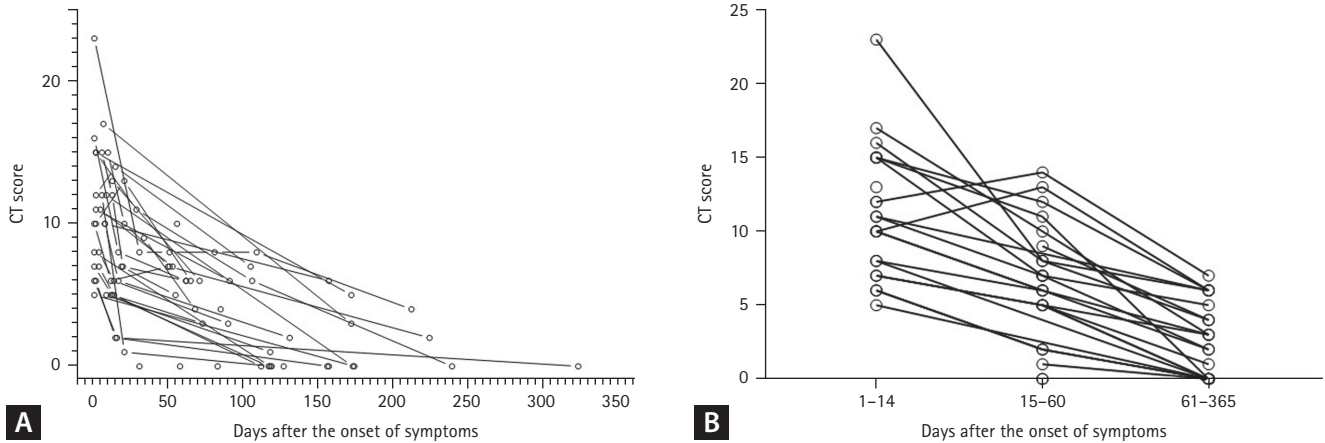 20
10
0
CT score
0 50 100 150 200 250 300 350
Days after the onset of symptoms
A
25
20
15
10
5
0
CT score
1–14 15–60 61–365
Days after the onset of symptoms
B